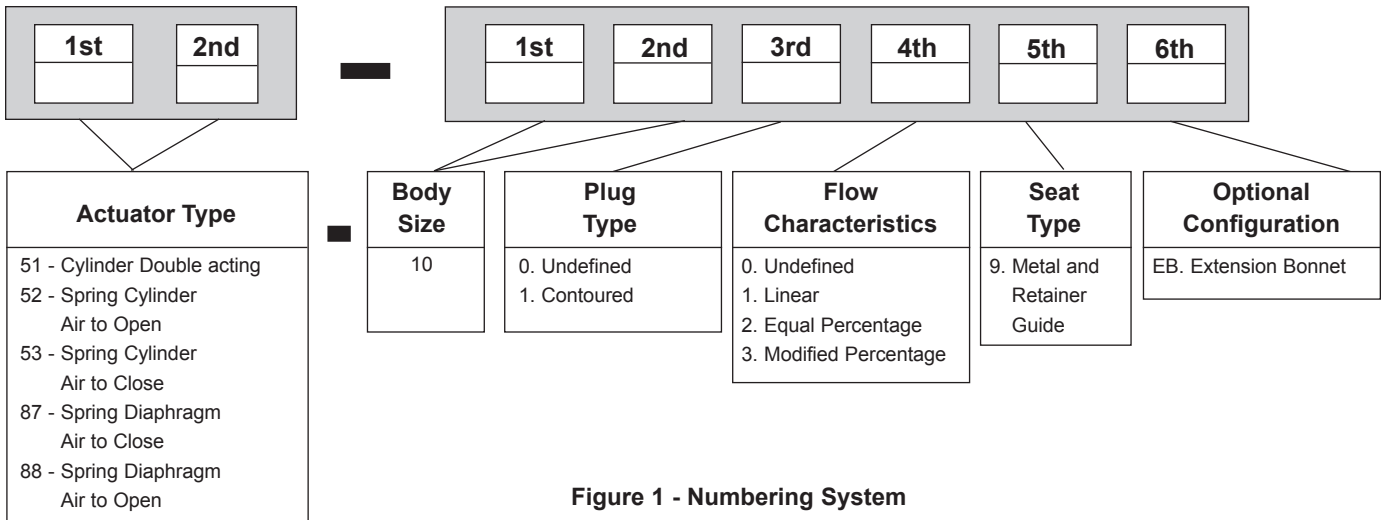 1st 2nd 1st 2nd 3rd 4th 5th 6th
Actuator Type
51 - Cylinder Double acting
52 - Spring Cylinder
Air to Open
53 - Spring Cylinder
Air to Close
87 - Spring Diaphragm
Air to Close
88 - Spring Diaphragm
Air to Open
Body
Size
10
Plug
Type
0. Undefined
1. Contoured
Flow
Characteristics
0. Undefined
1. Linear
2. Equal Percentage
3. Modified Percentage
Seat
Type
9. Metal and
Retainer
Guide
Optional
Configuration
EB. Extension Bonnet
Figure 1 - Numbering System